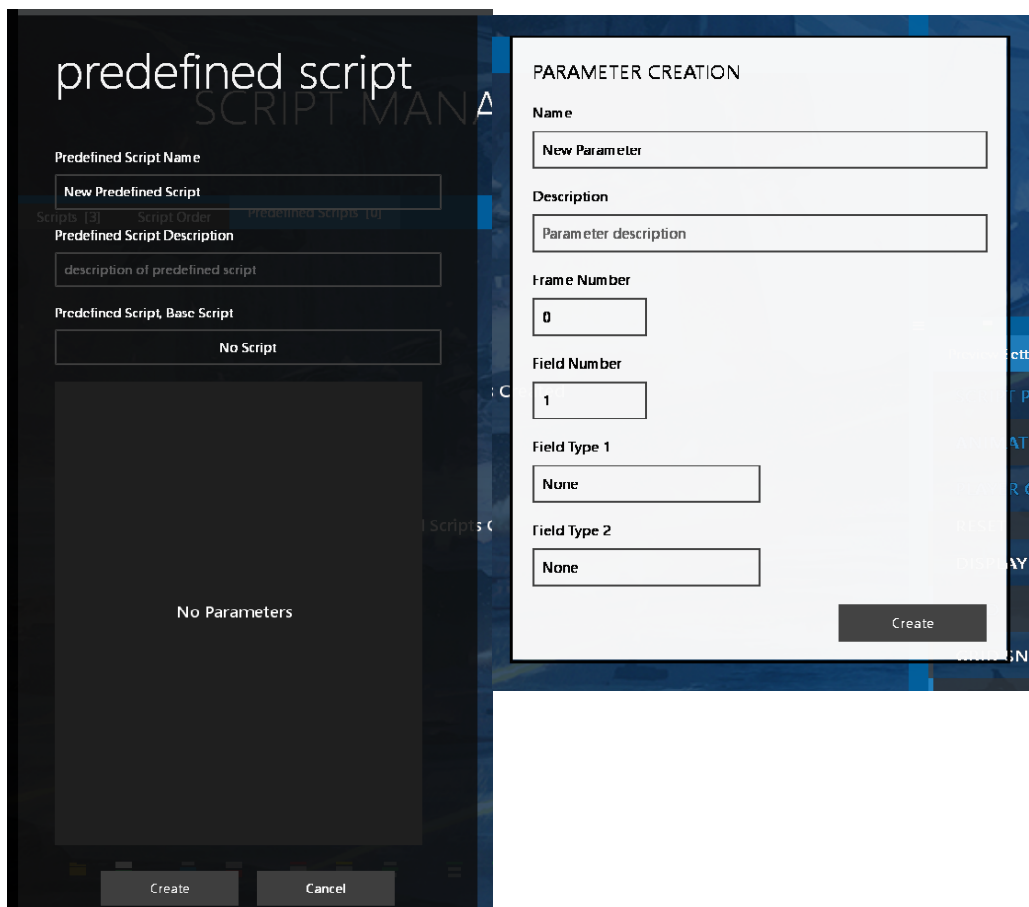 predefined script
SCRIPT MANA
Predefined Script Name
New Predefined Script
Scripts [3]
Script Order
Predefined Scripts [0]
Predefined Script Description
description of predefined script
Predefined Script, Base Script
No Script
No Parameters
Create
Cancel
PARAMETER CREATION
Name
New Parameter
Description
Parameter description
Frame Number
0
Field Number
1
Field Type 1
None
Field Type 2
None
Create